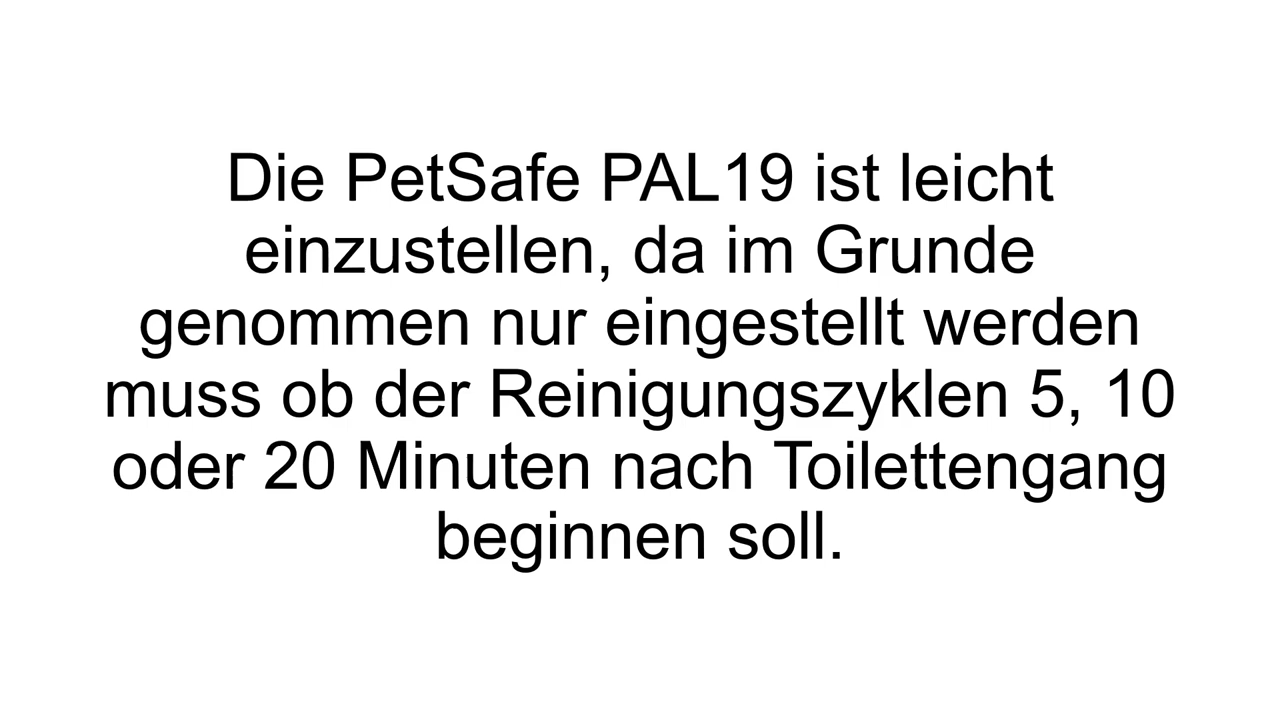 Die PetSafe PAL19 ist leicht
einzustellen, da im Grunde
genommen nur eingestellt werden
muss ob der Reinigungszyklen 5, 10
oder 20 Minuten nach Toilettengang
beginnen soll.